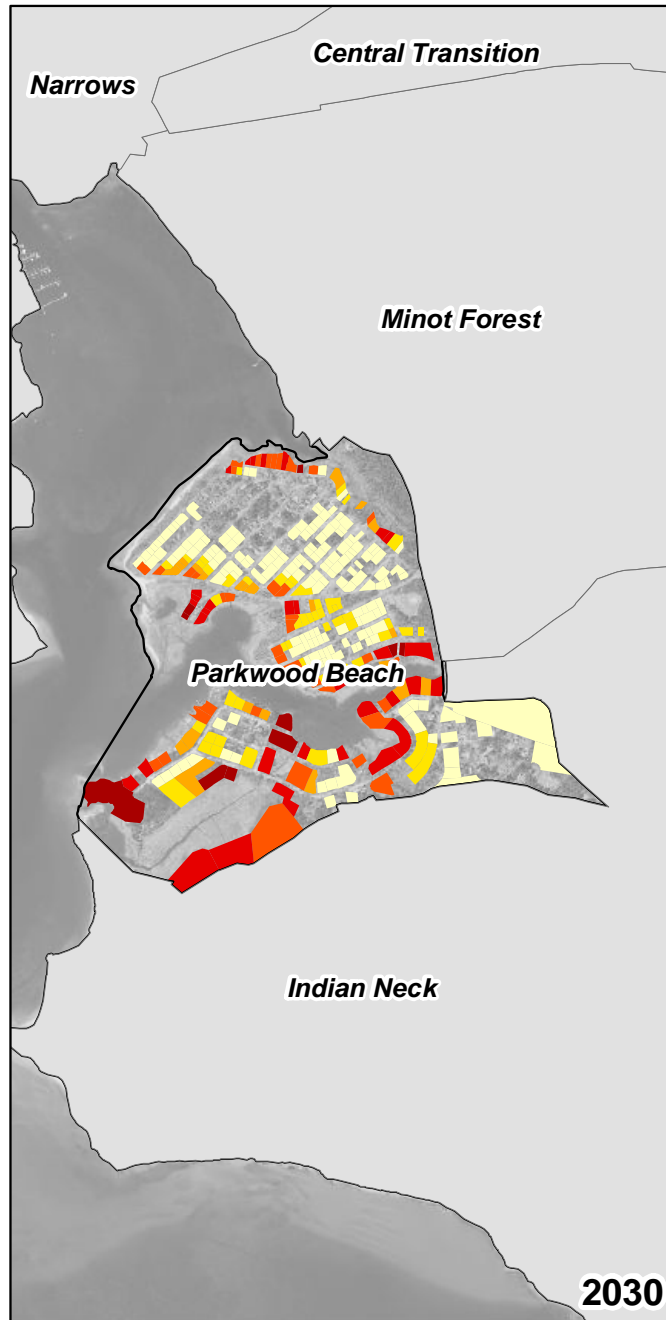 Central Transition
Narrows
Minot Forest
Parkwood Beach
Indian Neck
2030